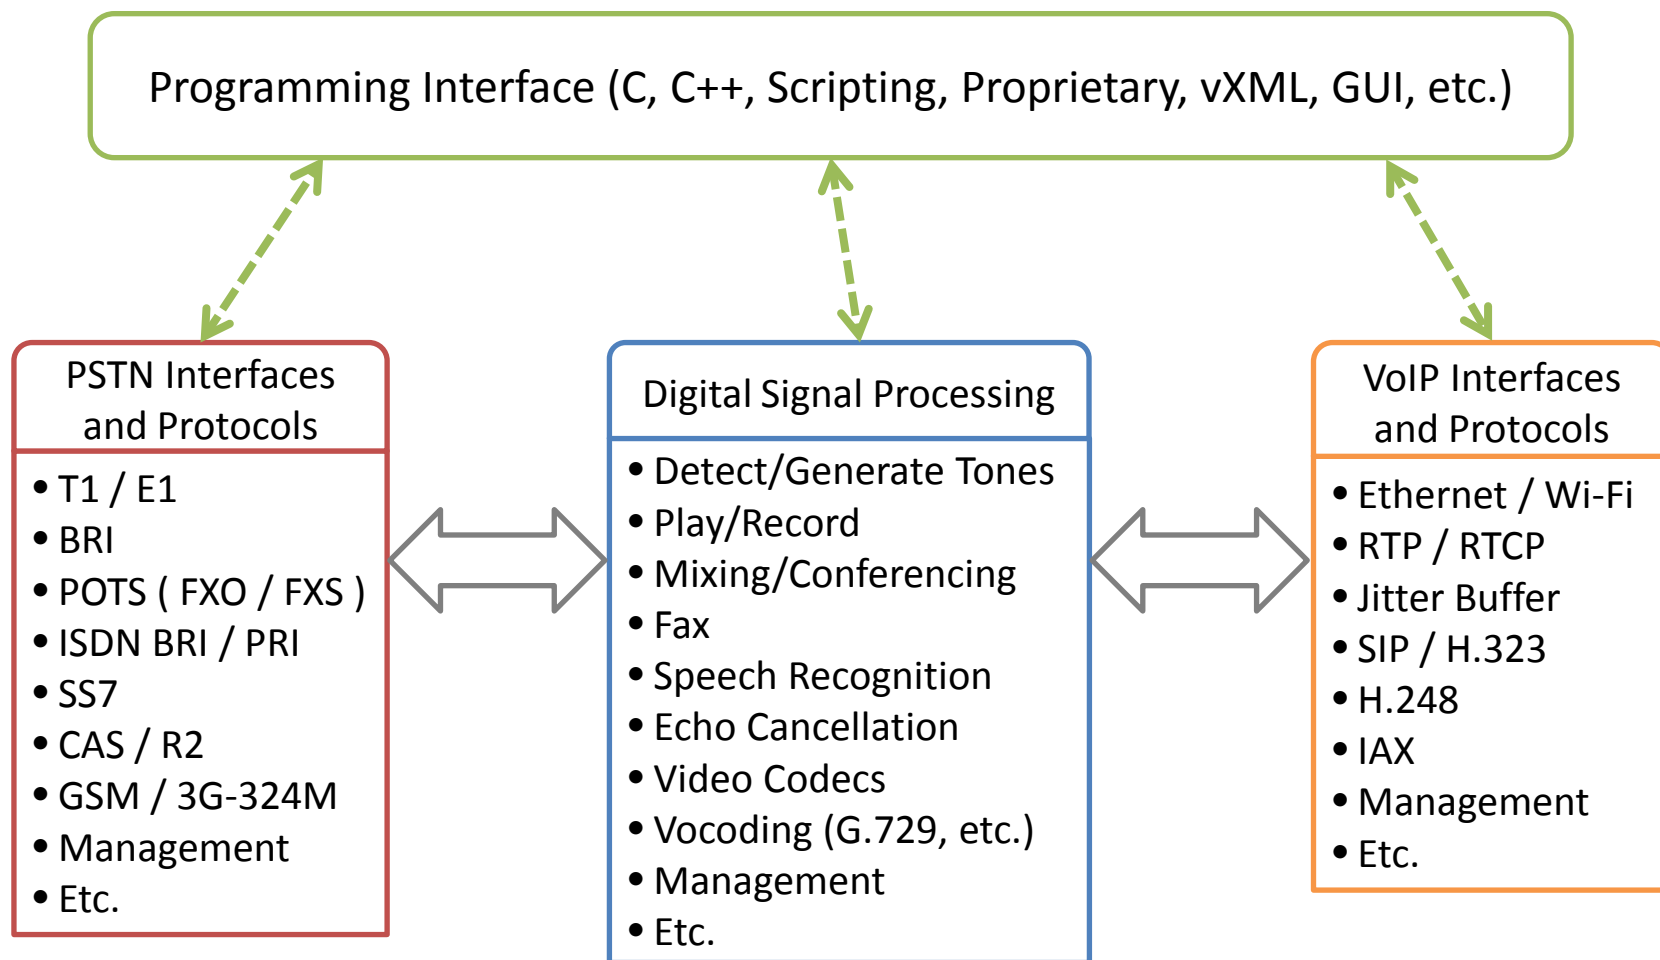 Programming Interface (C, C++, Scripting, Proprietary, vXML, GUI, etc.)
PSTN Interfaces
and Protocols
• T1 / E1
• BRI
• POTS ( FXO / FXS )
• ISDN BRI / PRI
• SS7
• CAS / R2
• GSM / 3G-324M
• Management
• Etc.
Digital Signal Processing
• Detect/Generate Tones
• Play/Record
• Mixing/Conferencing
• Fax
• Speech Recognition
• Echo Cancellation
• Video Codecs
• Vocoding (G.729, etc.)
• Management
• Etc.
VoIP Interfaces
and Protocols
• Ethernet / Wi-Fi
• RTP / RTCP
• Jitter Buffer
• SIP / H.323
• H.248
• IAX
• Management
• Etc.